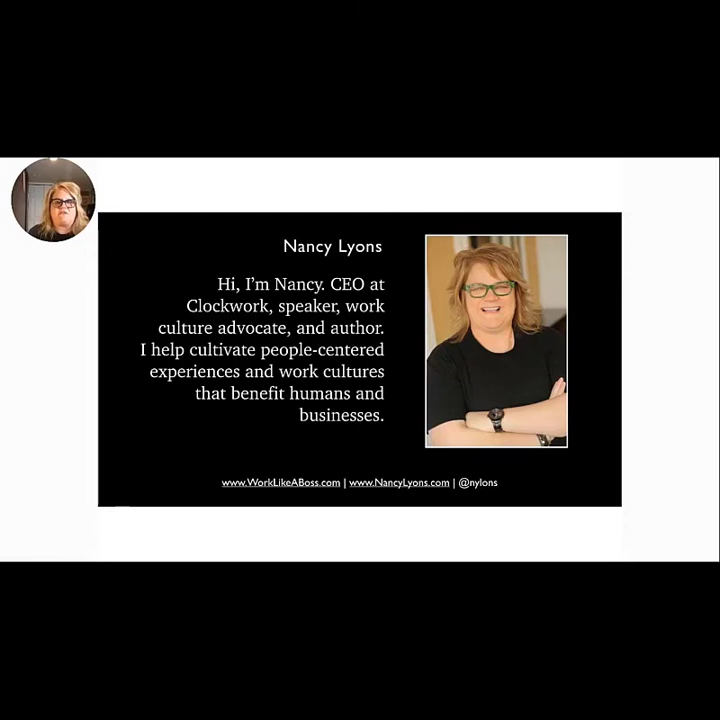 Nancy Lyons
Hi, I'm Nancy. CEO at
Clockwork, speaker, work
culture advocate, and author.
I help cultivate people-centered
experiences and work cultures
that benefit humans and
businesses.
www.WorkLikeABoss.com | www.NancyLyons.com | @nylons